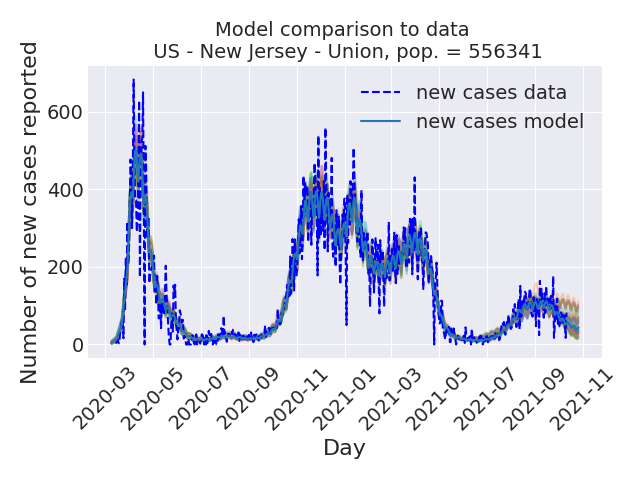 Model comparison to data
US - New Jersey - Union, pop. = 556341
Number of new cases reported
600
400
200
0
new cases data
new cases model
2020-03
2020-05
2020-07
2020-09
2020-11
2021-01
2021-03
2021-05
2021-07
2021-09
2021-11
Day